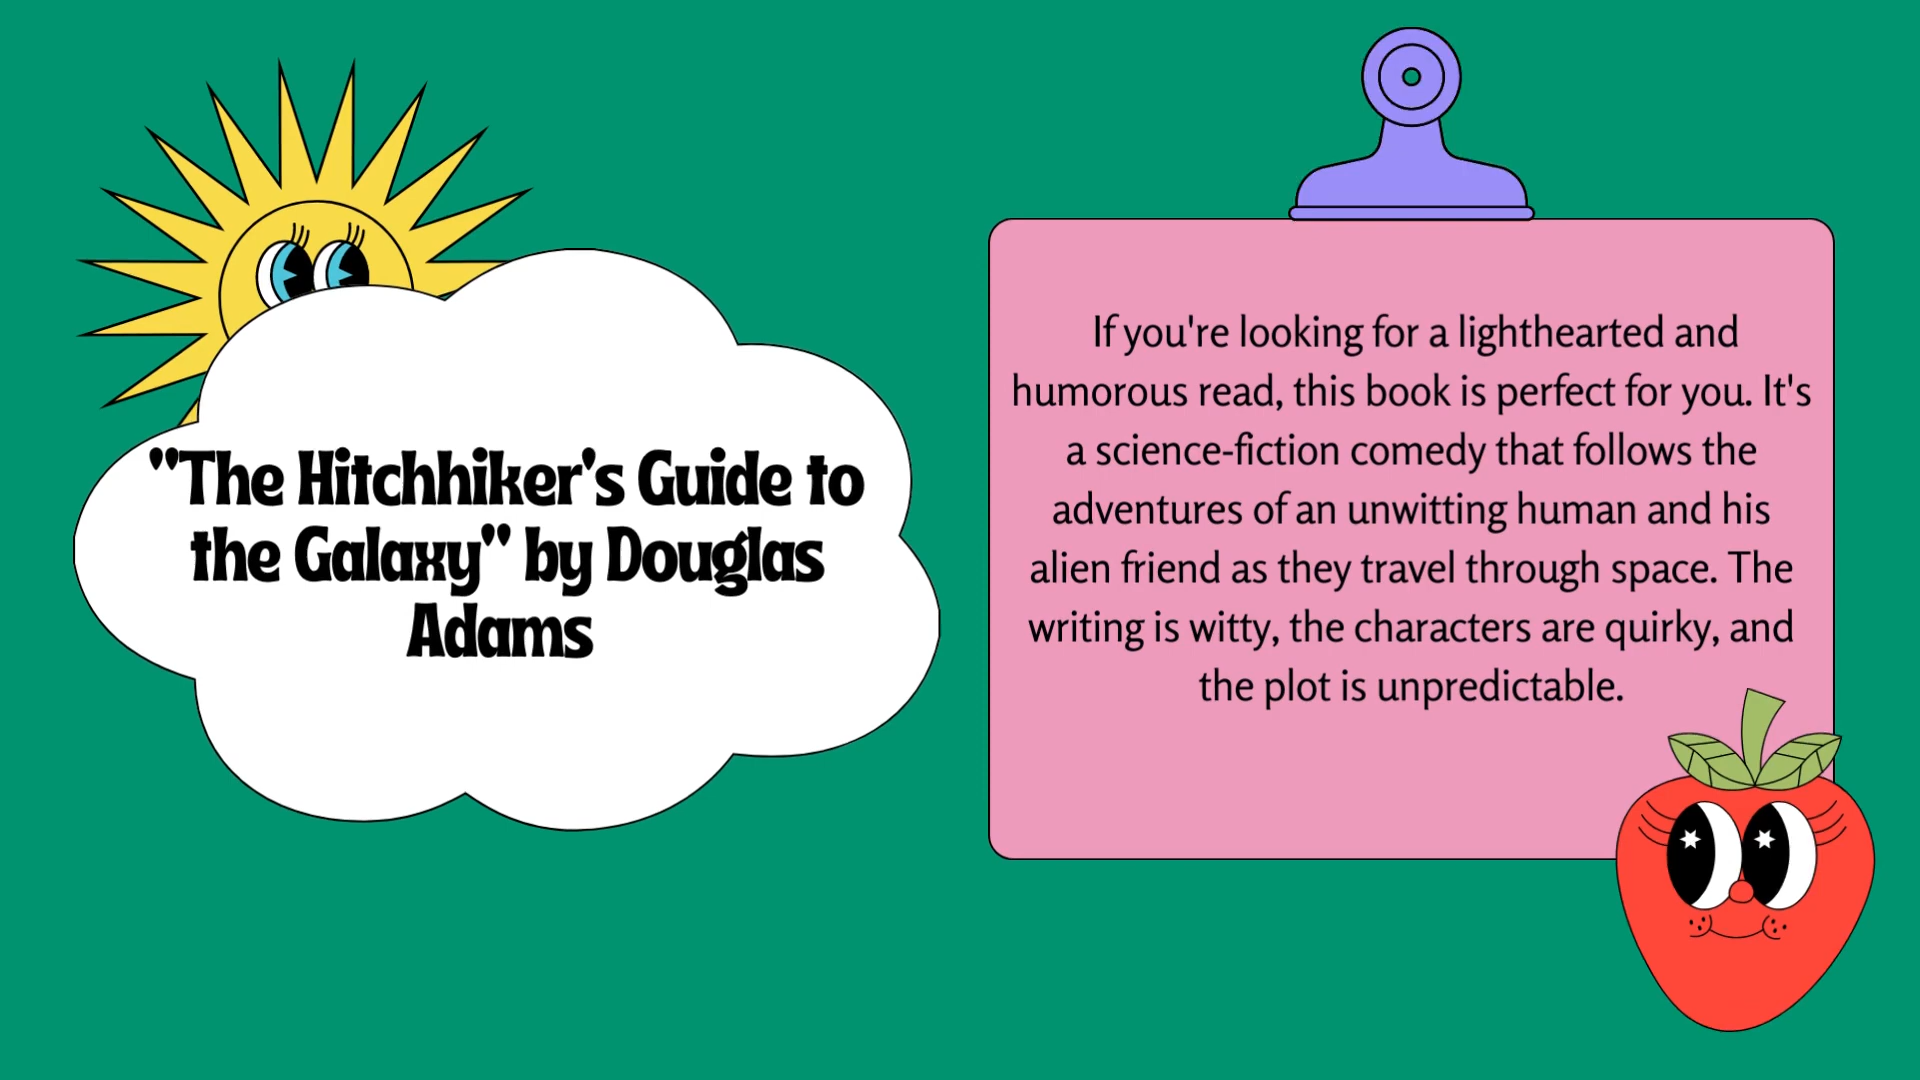 "The Hitchhiker's Guide to
the Galaxy" by Douglas
Adams
If you're looking for a lighthearted and
humorous read, this book is perfect for you. It's
a science-fiction comedy that follows the
adventures of an unwitting human and his
alien friend as they travel through space. The
writing is witty, the characters are quirky, and
the plot is unpredictable.